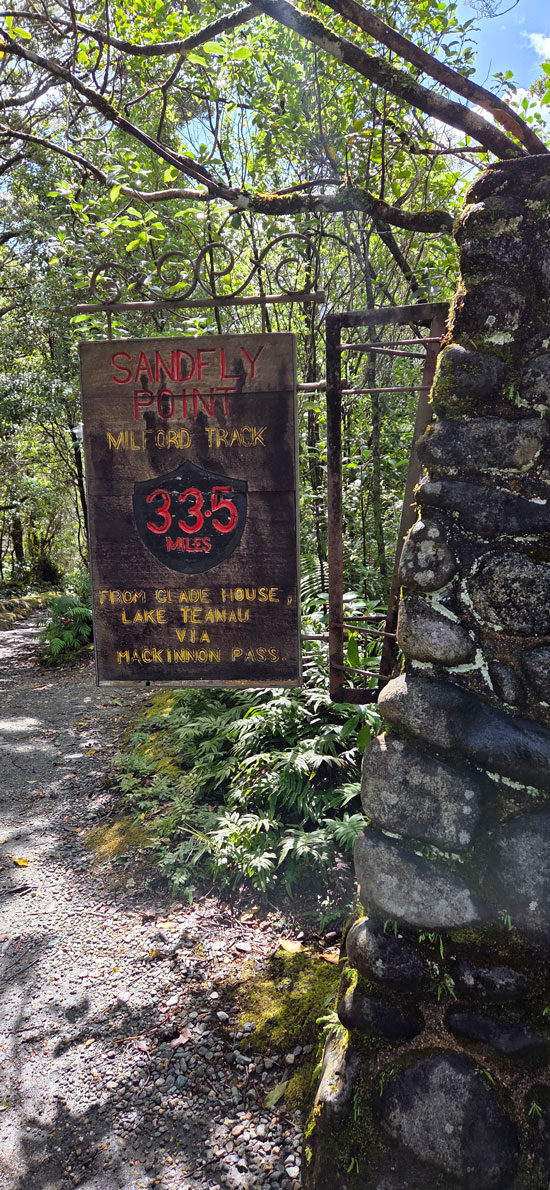 SANDFLY
POINT
MILFORD TRACK
33·5
MILES
FROM GLADE HOUSE,
LAKE TEANAU
VIA
MACKINNON PASS.